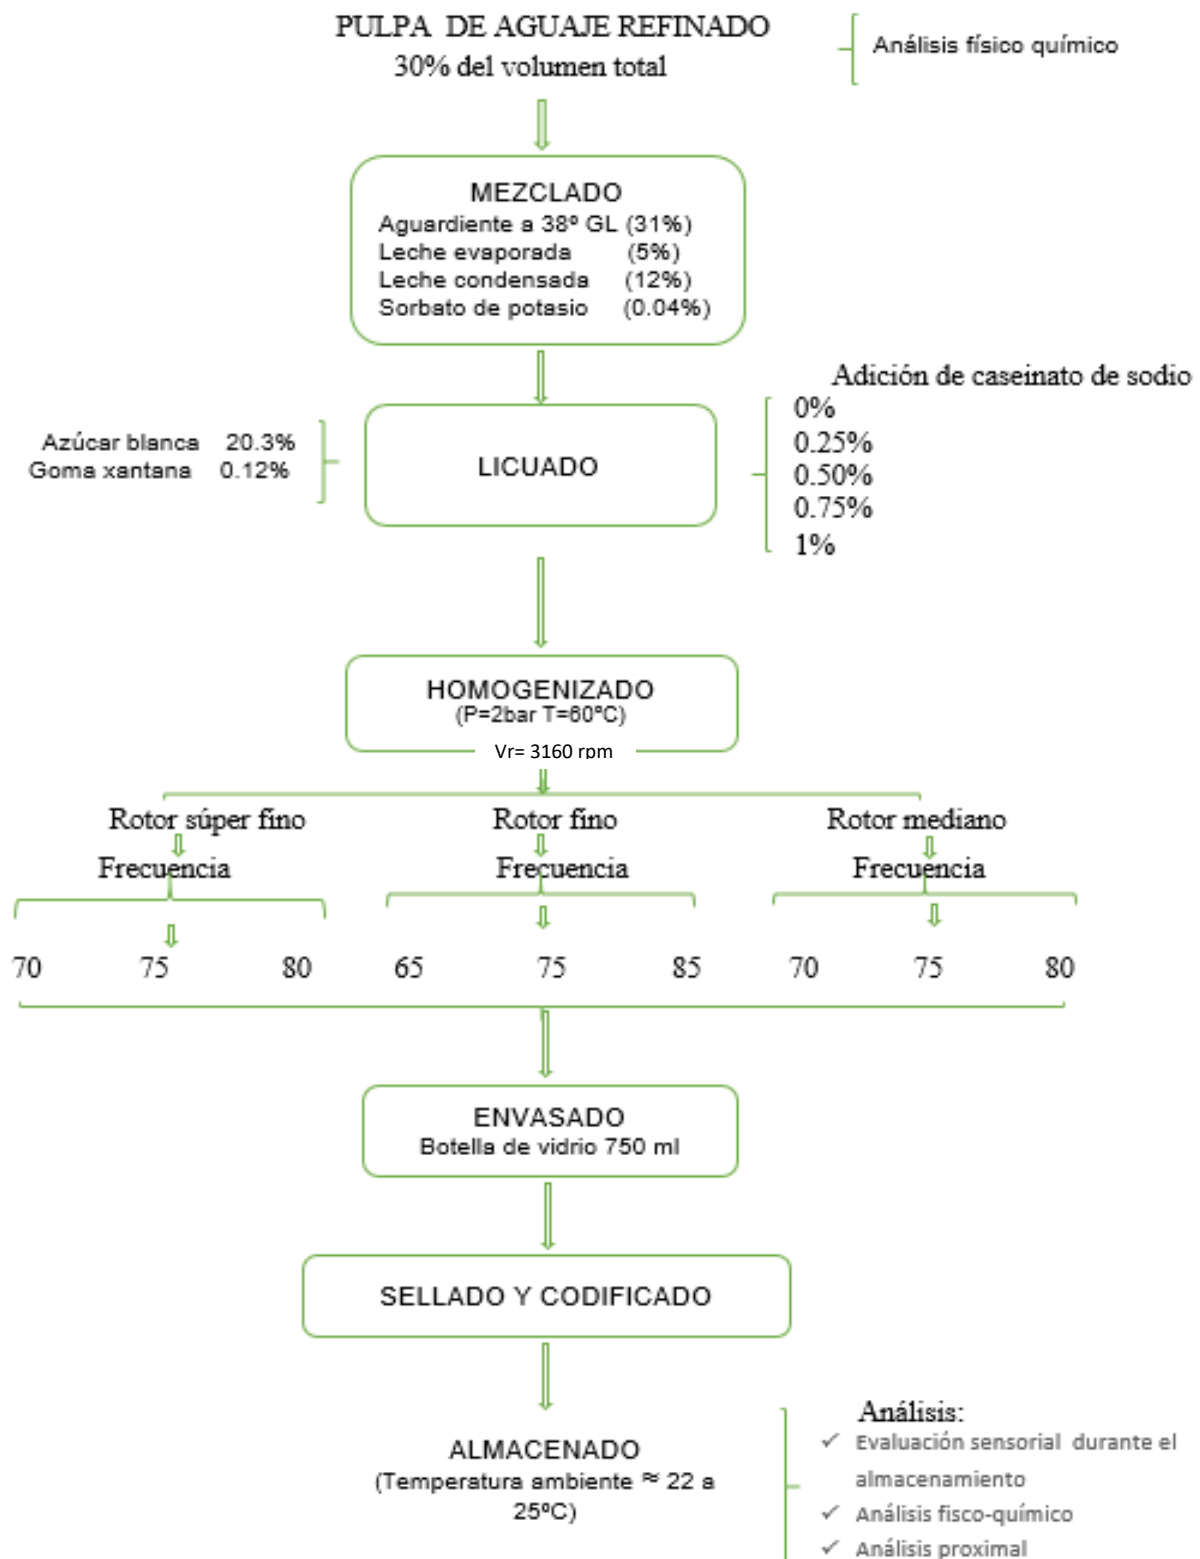 PULPA DE AGUAJE REFINADO
30% del volumen total
Análisis físico químico
MEZCLADO
Aguardiente a 38º GL (31%)
Leche evaporada (5%)
Leche condensada (12%)
Sorbato de potasio (0.04%)
Adición de caseinato de sodio
0%
0.25%
0.50%
0.75%
1%
Azúcar blanca 20.3%
Goma xantana 0.12%
LICUADO
HOMOGENIZADO
(P=2bar T=60ºC)
Vr= 3160 rpm
Rotor súper fino Rotor fino Rotor mediano
Frecuencia Frecuencia Frecuencia
70 75 80 65 75 85 70 75 80
ENVASADO
Botella de vidrio 750 ml
SELLADO Y CODIFICADO
ALMACENADO
(Temperatura ambiente ≈ 22 a
25ºC)
Análisis:
✓ Evaluación sensorial durante el
almacenamiento
✓ Análisis fisco-químico
✓ Análisis proximal